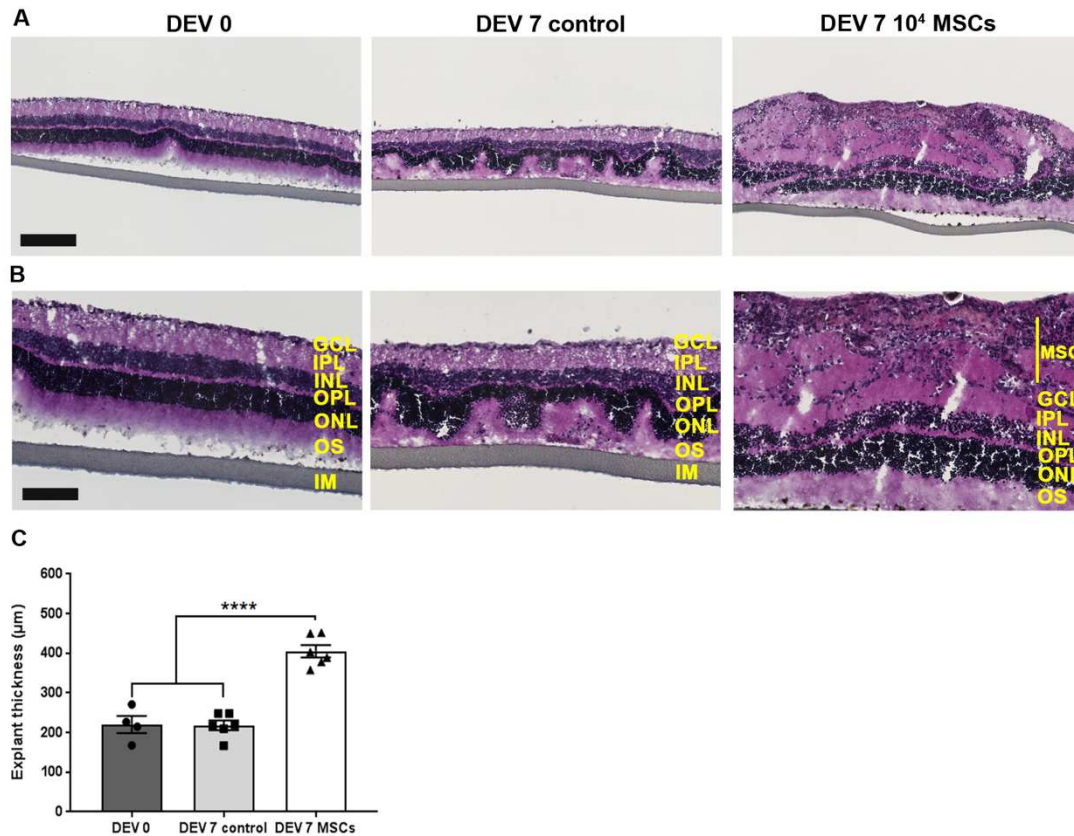 A
DEV 0
DEV 7 control
DEV 7 10⁴ MSCs
B
GCL
IPL
INL
OPL
ONL
OS
IM
GCL
IPL
INL
OPL
ONL
OS
IM
MSC
GCL
IPL
INL
OPL
ONL
OS
C
Explant thickness (µm)
600
500
400
300
200
100
0
****
DEV 0
DEV 7 control
DEV 7 MSCs